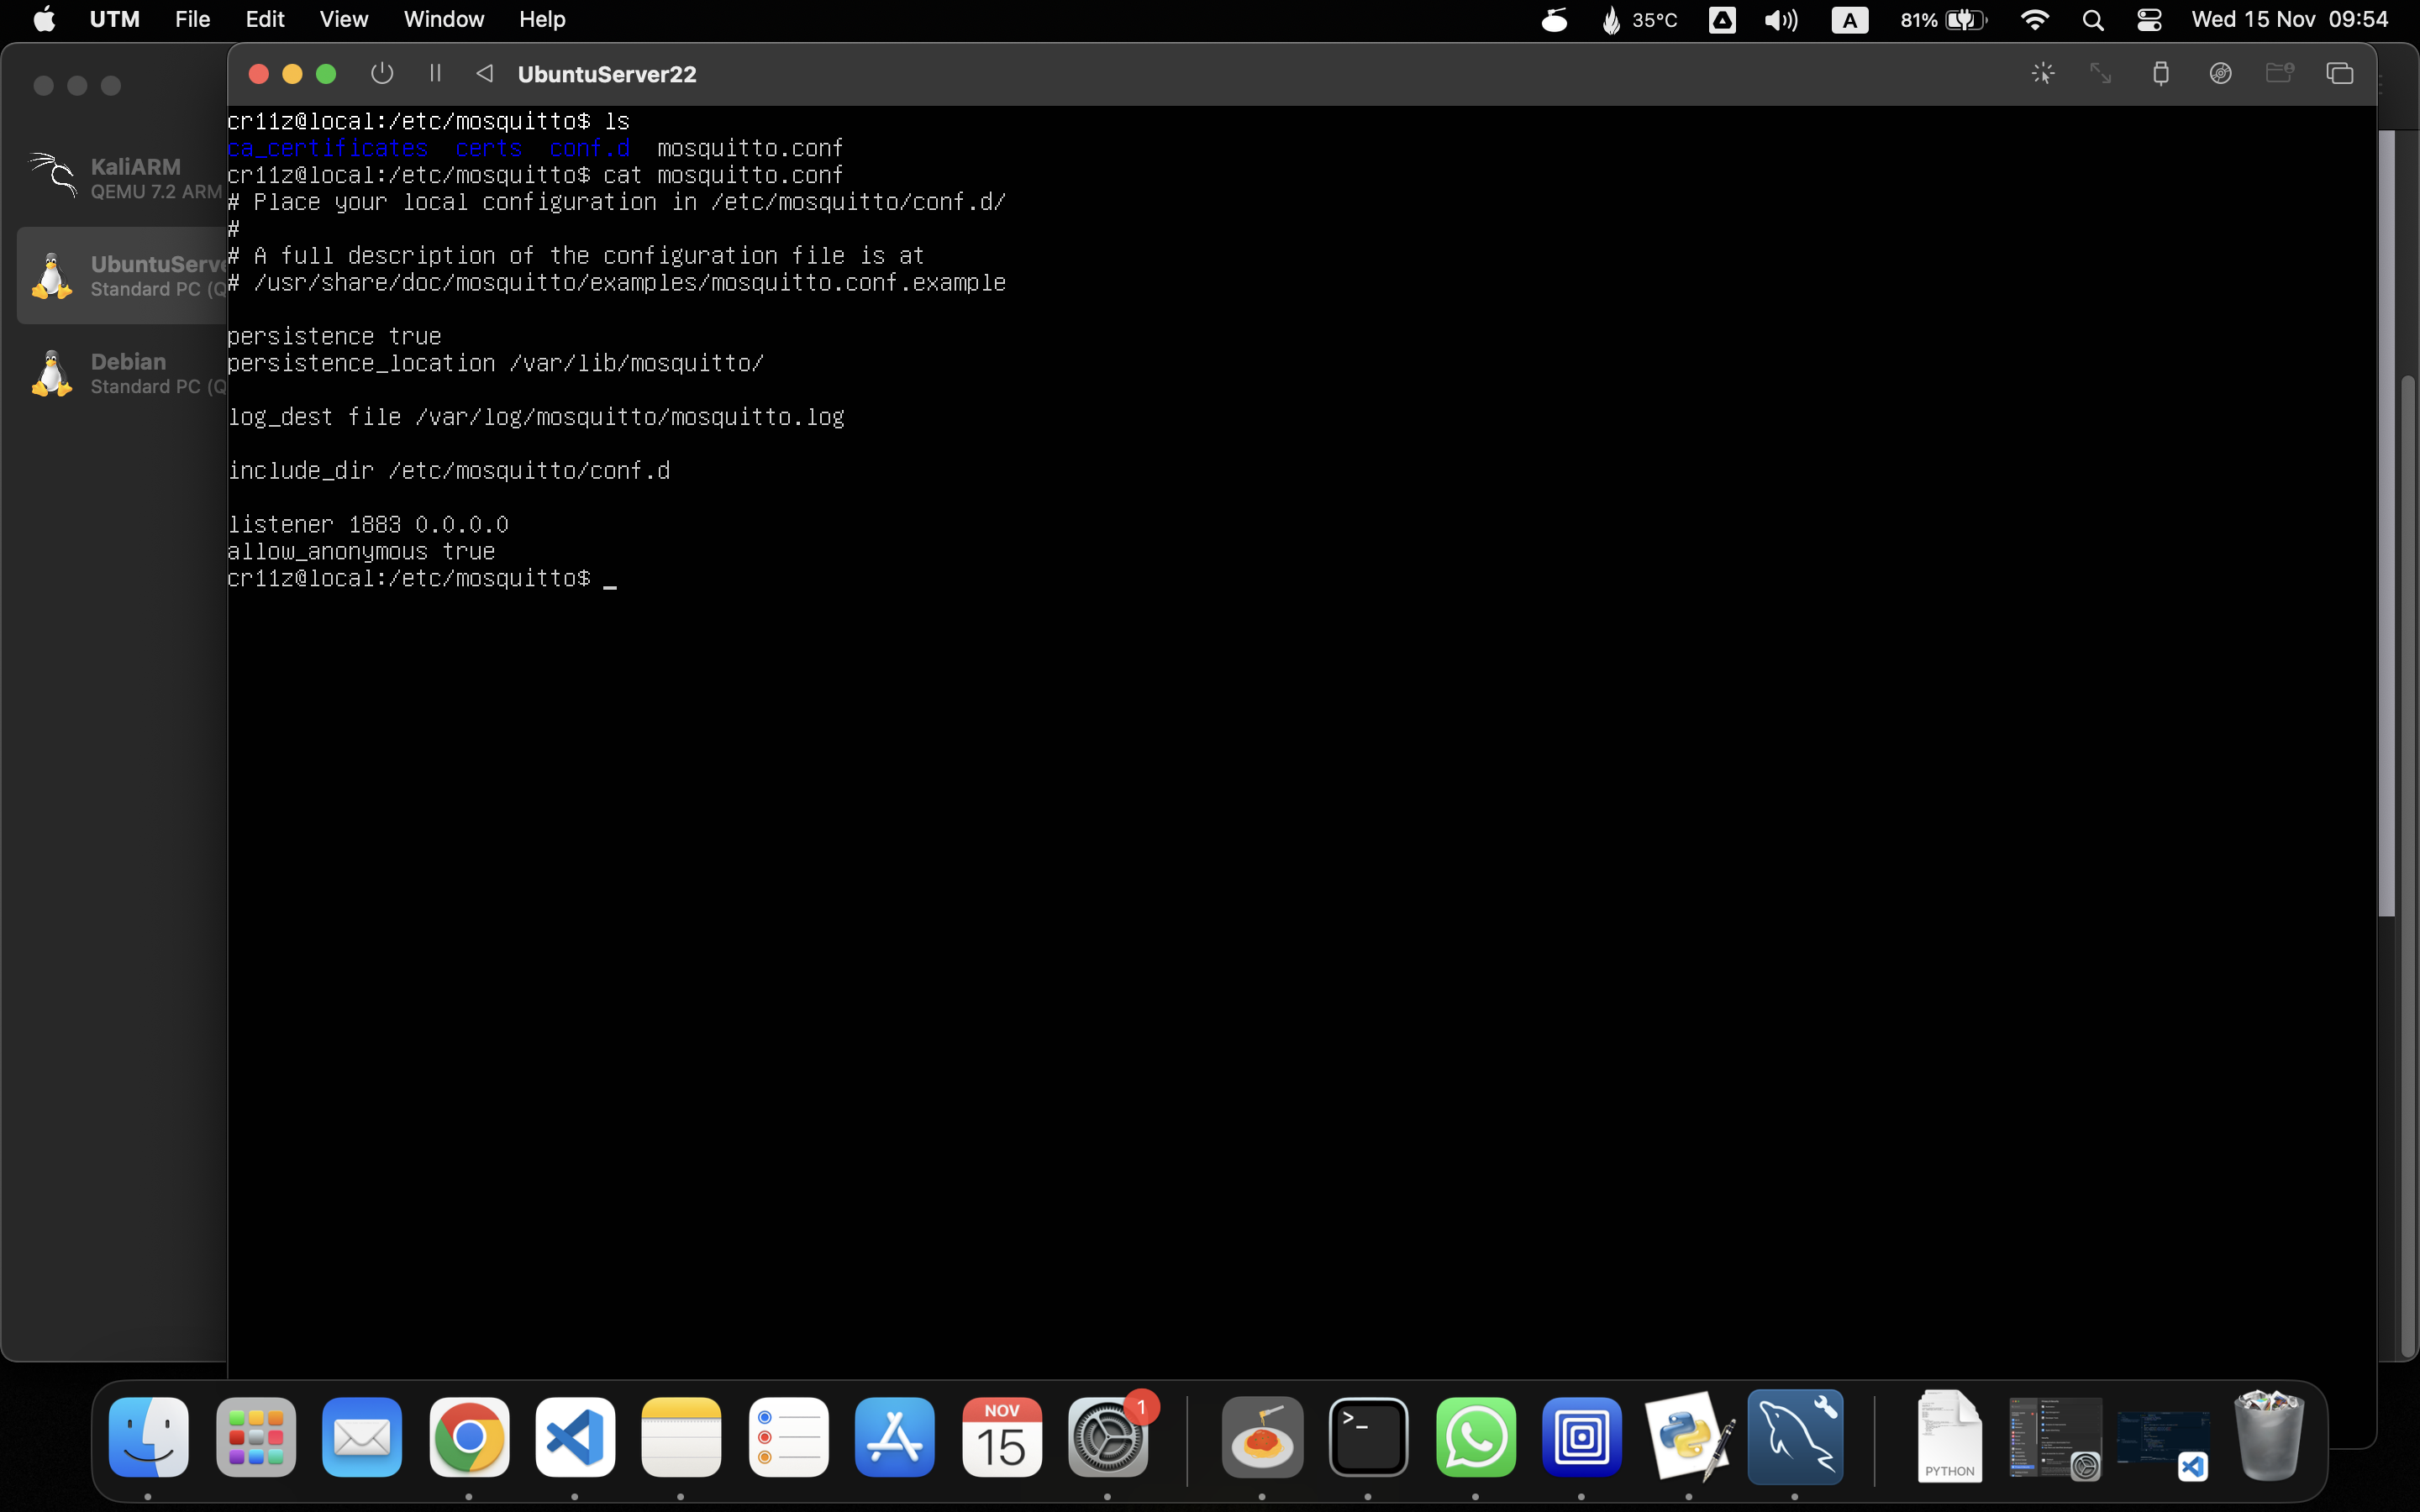 UTM File Edit View Window Help
35°C
A
81%
Wed 15 Nov 09:54
UbuntuServer22
KaliARM
QEMU 7.2 ARM
UbuntuServe
Standard PC (Q
Debian
Standard PC (Q
cr11z@local:/etc/mosquitto$ ls
ca_certificates certs conf.d mosquitto.conf
cr11z@local:/etc/mosquitto$ cat mosquitto.conf
# Place your local configuration in /etc/mosquitto/conf.d/
#
# A full description of the configuration file is at
# /usr/share/doc/mosquitto/examples/mosquitto.conf.example
persistence true
persistence_location /var/lib/mosquitto/
log_dest file /var/log/mosquitto/mosquitto.log
include_dir /etc/mosquitto/conf.d
listener 1883 0.0.0.0
allow_anonymous true
cr11z@local:/etc/mosquitto$ _
NOV
15
1
>_
PYTHON